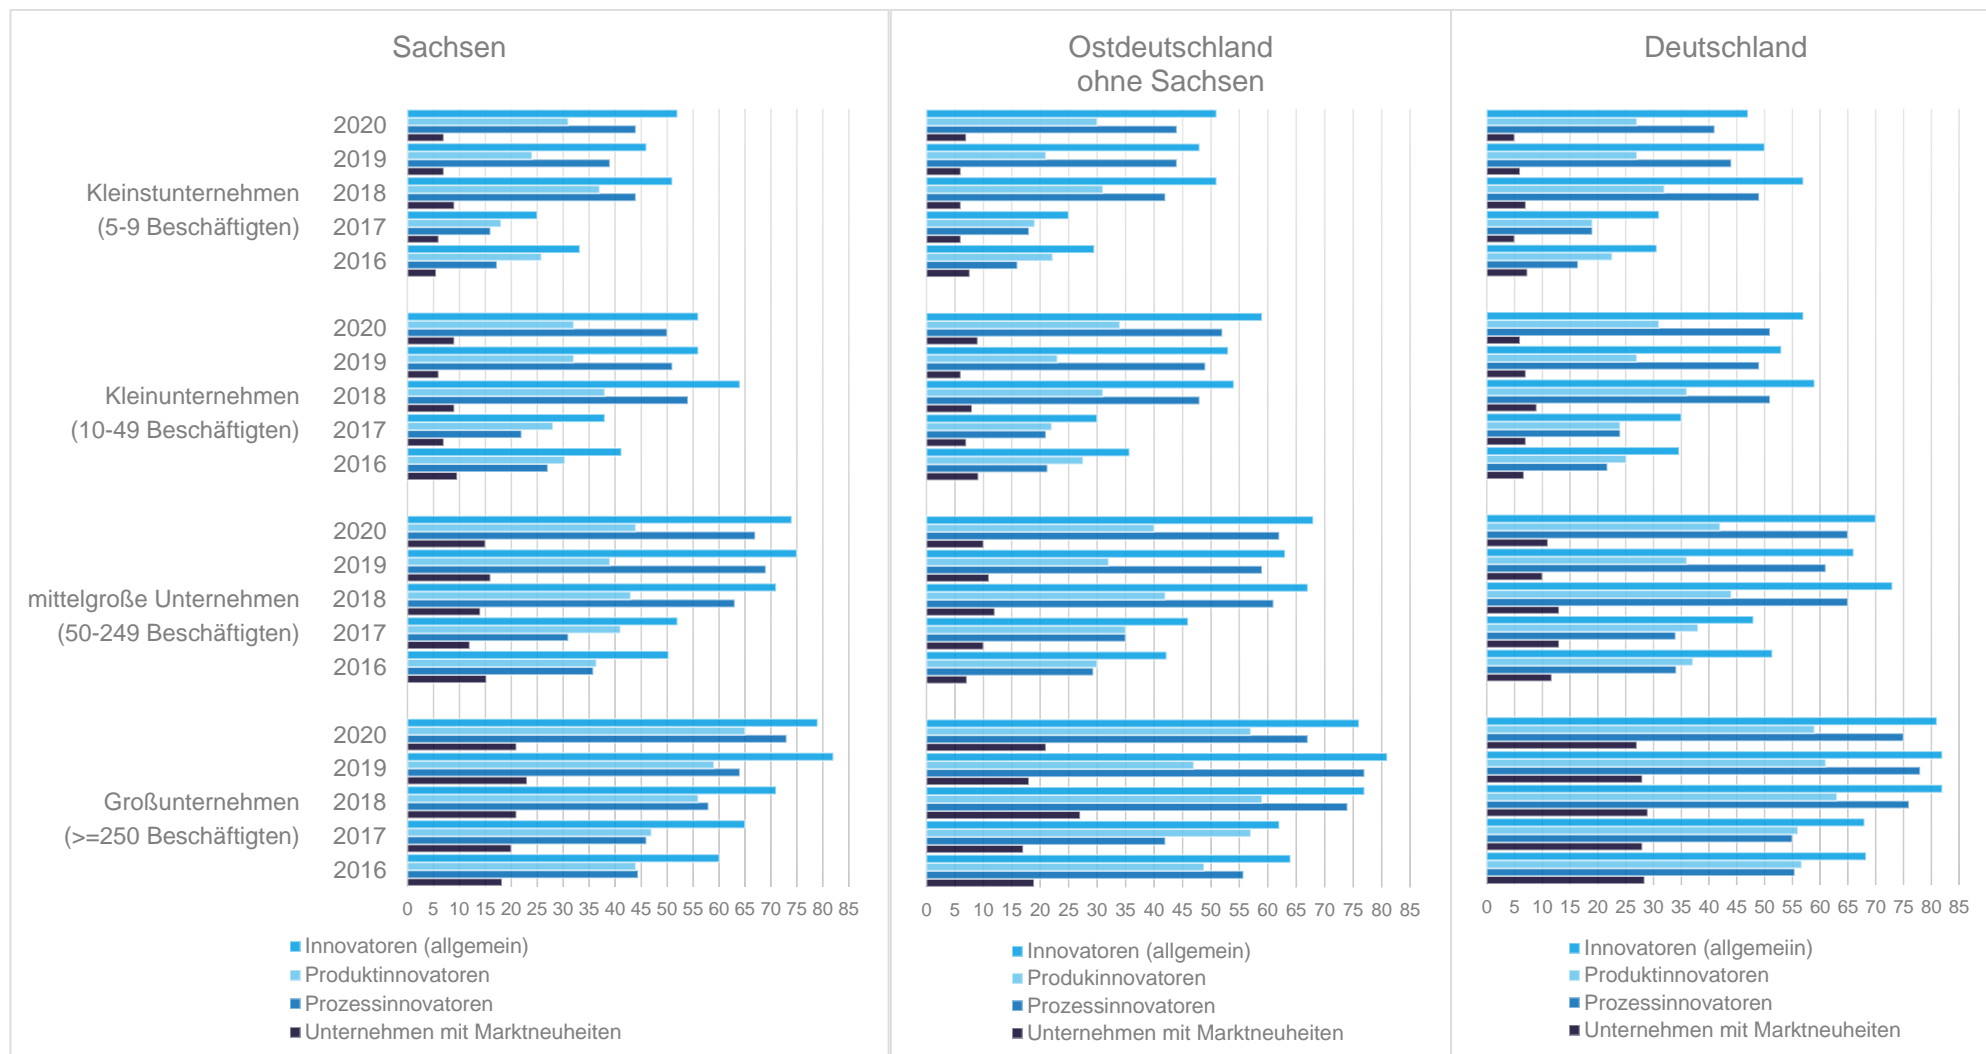 Sachsen
Kleinstunternehmen
(5-9 Beschäftigten)
2020
2019
2018
2017
2016
Kleinunternehmen
(10-49 Beschäftigten)
2020
2019
2018
2017
2016
mittelgroße Unternehmen
(50-249 Beschäftigten)
2020
2019
2018
2017
2016
Großunternehmen
(>=250 Beschäftigten)
2020
2019
2018
2017
2016
0 5 10 15 20 25 30 35 40 45 50 55 60 65 70 75 80 85
Innovatoren (allgemein)
Produktinnovatoren
Prozessinnovatoren
Unternehmen mit Marktneuheiten
Ostdeutschland
ohne Sachsen
0 5 10 15 20 25 30 35 40 45 50 55 60 65 70 75 80 85
Innovatoren (allgemein)
Produkinnovatoren
Prozessinnovatoren
Unternehmen mit Marktneuheiten
Deutschland
0 5 10 15 20 25 30 35 40 45 50 55 60 65 70 75 80 85
Innovatoren (allgemeiin)
Produktinnovatoren
Prozessinnovatoren
Unternehmen mit Marktneuheiten